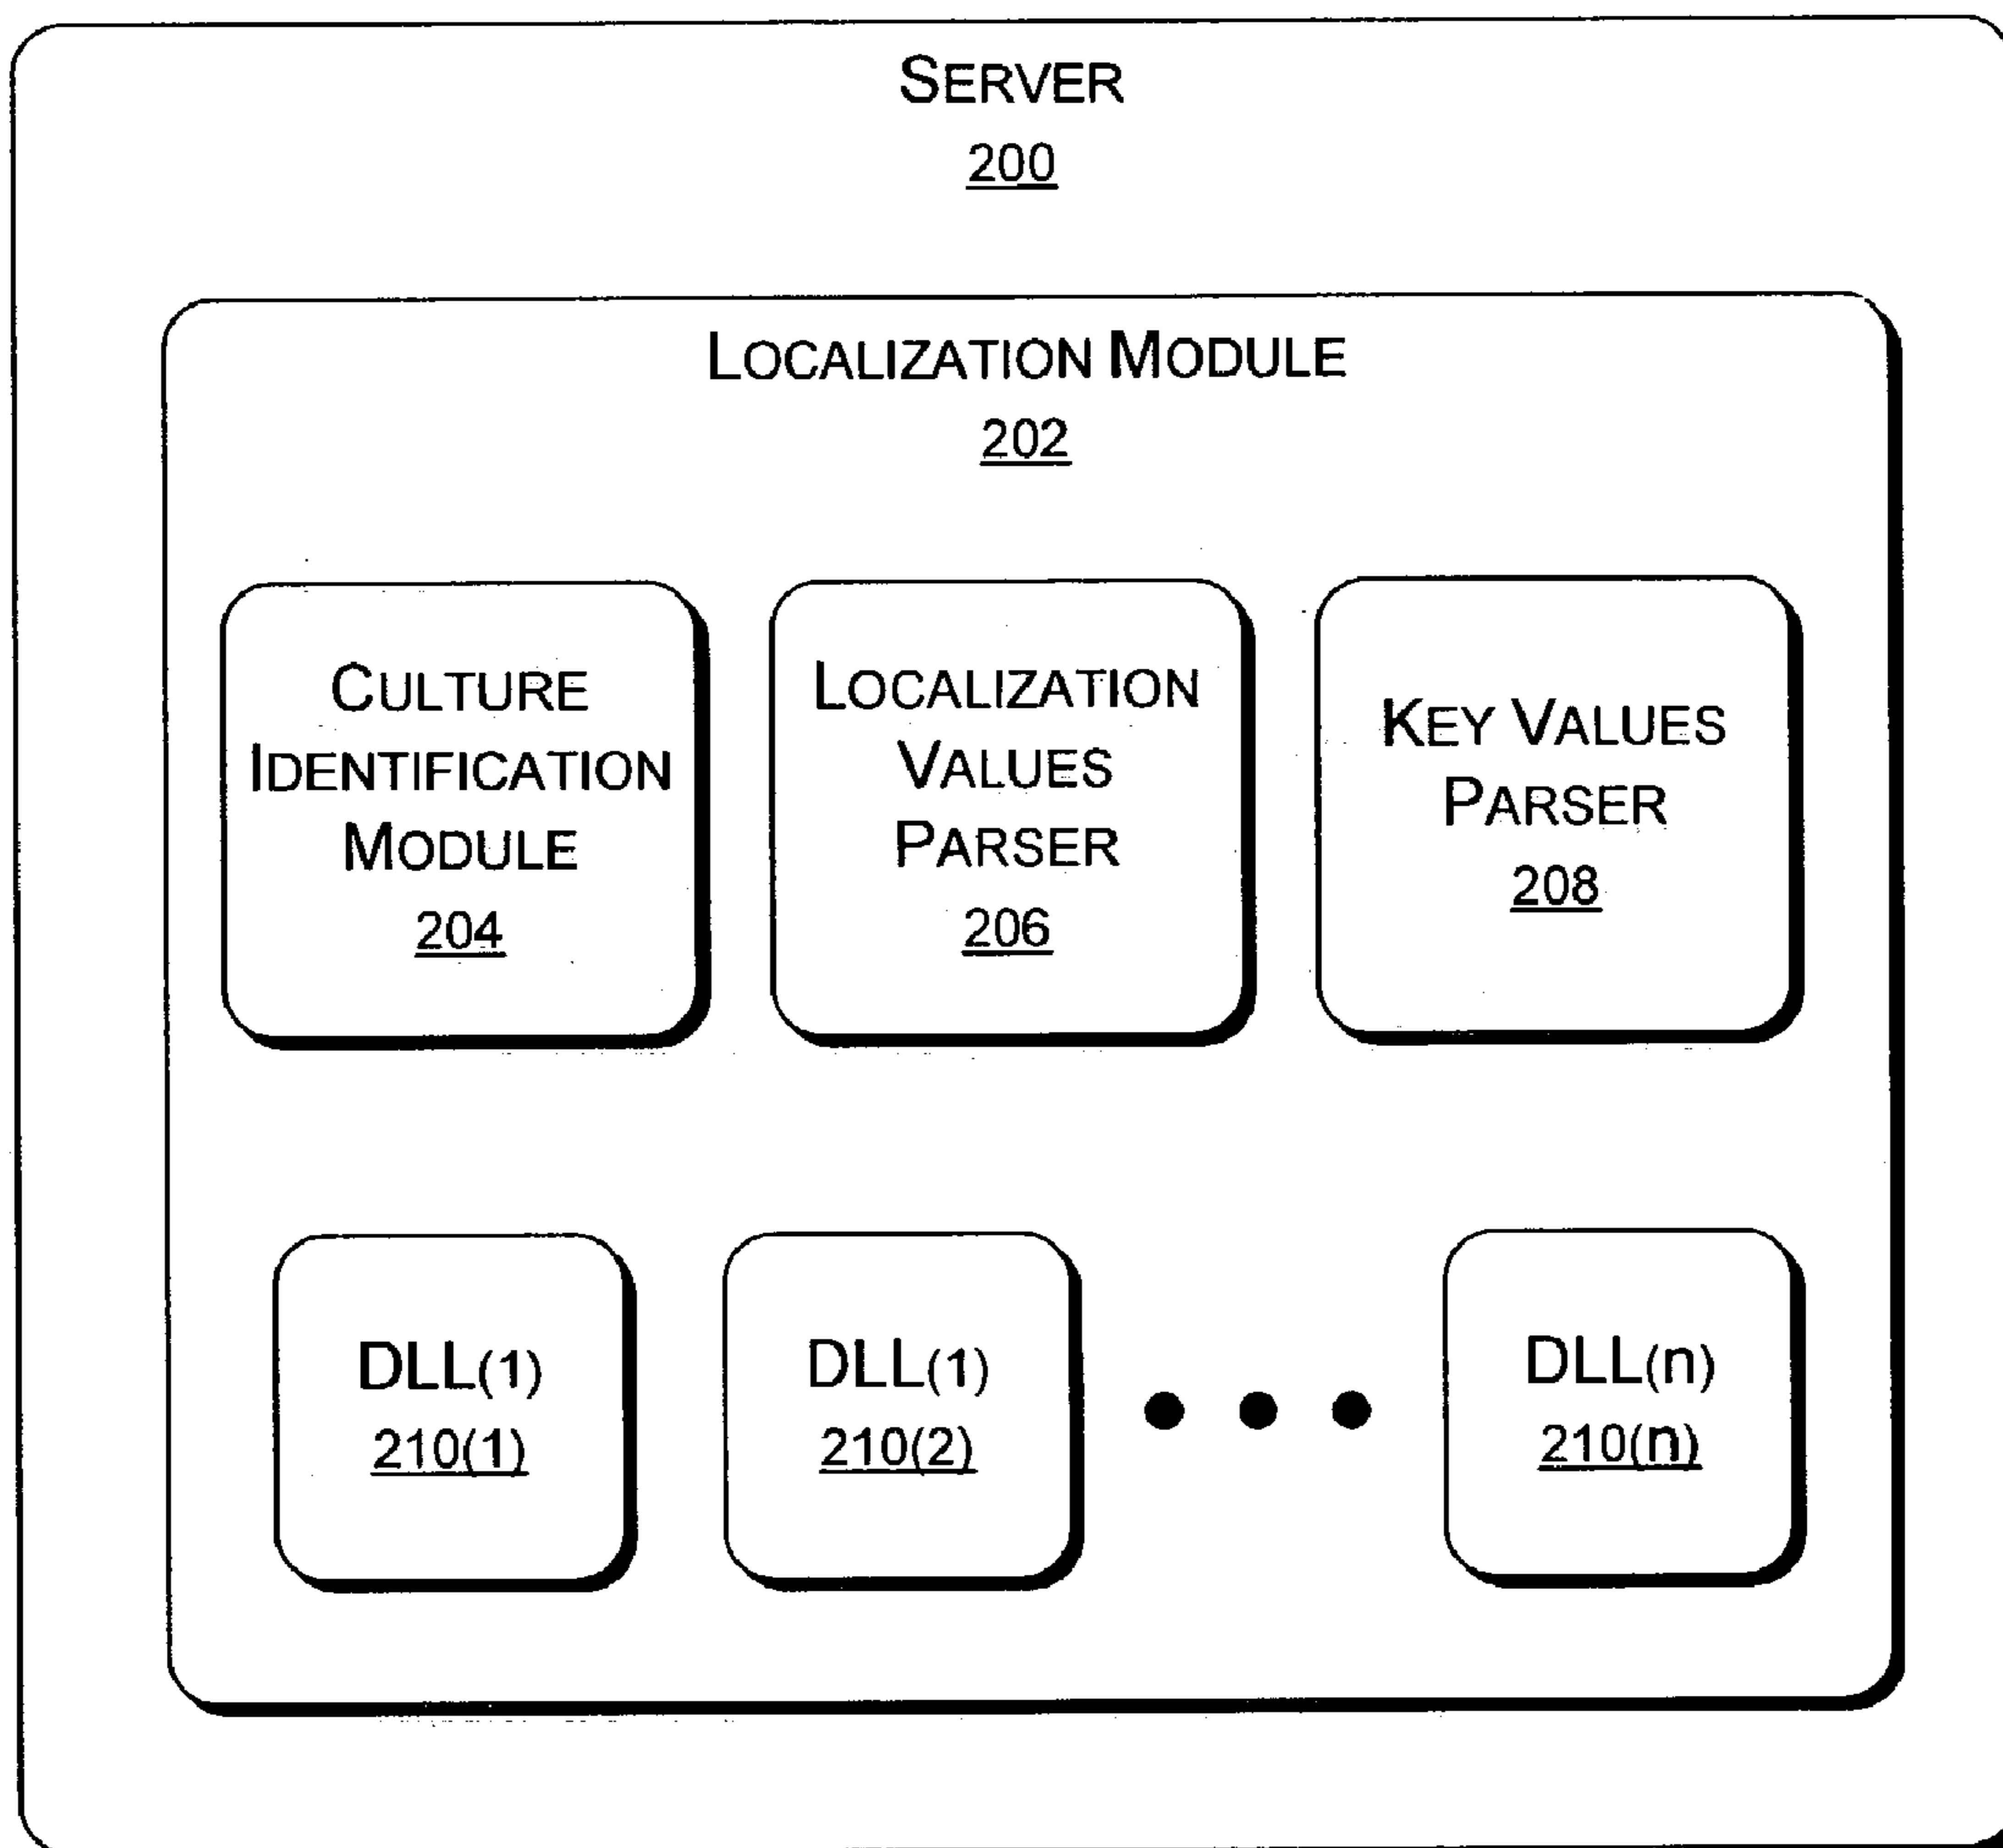 SERVER
200
LOCALIZATION MODULE
202
CULTURE
IDENTIFICATION
MODULE
204
LOCALIZATION
VALUES
PARSER
206
KEY VALUES
PARSER
208
DLL(1)
210(1)
DLL(1)
210(2)
DLL(n)
210(n)